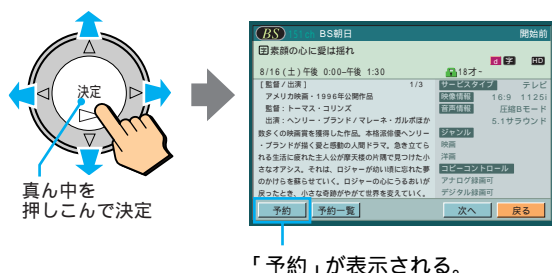 決定
真ん中を
押しこんで決定
BS 151ch BS朝日 開始前
字 素顔の心に愛は揺れ
d 字 HD
8/16(土)午後 0:00−午後 1:30 18才-
[監督/出演] 1/3
アメリカ映画・1996年公開作品
監督:トーマス・コリンズ
出演:ヘンリー・ブランド/マレーネ・ガルボほか
数多くの映画賞を獲得した作品。本格派俳優ヘンリー
・ブランドが描く愛と感動の人間ドラマ。急き立てら
れる生活に疲れた主人公が摩天楼の片隅で見つけた小
さなオアシス。それは、ロジャーが幼い頃に忘れた夢
のかけらを蘇らせていく。ロジャーの心にうるおいが
戻ったとき、小さな奇跡がやがて世界を変えていく。
サービスタイプ テレビ
映像情報 16:9 1125i
音声情報 圧縮Bモード
5.1サラウンド
ジャンル
映画
洋画
コピーコントロール
アナログ録画可
デジタル録画可
予約 予約一覧 次へ 戻る
「予約」が表示される。